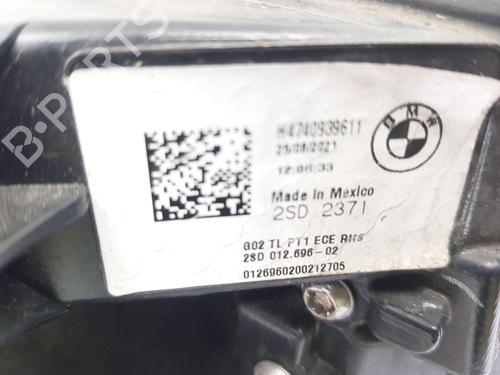 B-PARTS
H4740939611
25/06/2021
12:06:33
BMW
Made in Mexico
2SD 2371
G02 TL PT1 ECE RHS
2SD 012.696-02
0126960200212705